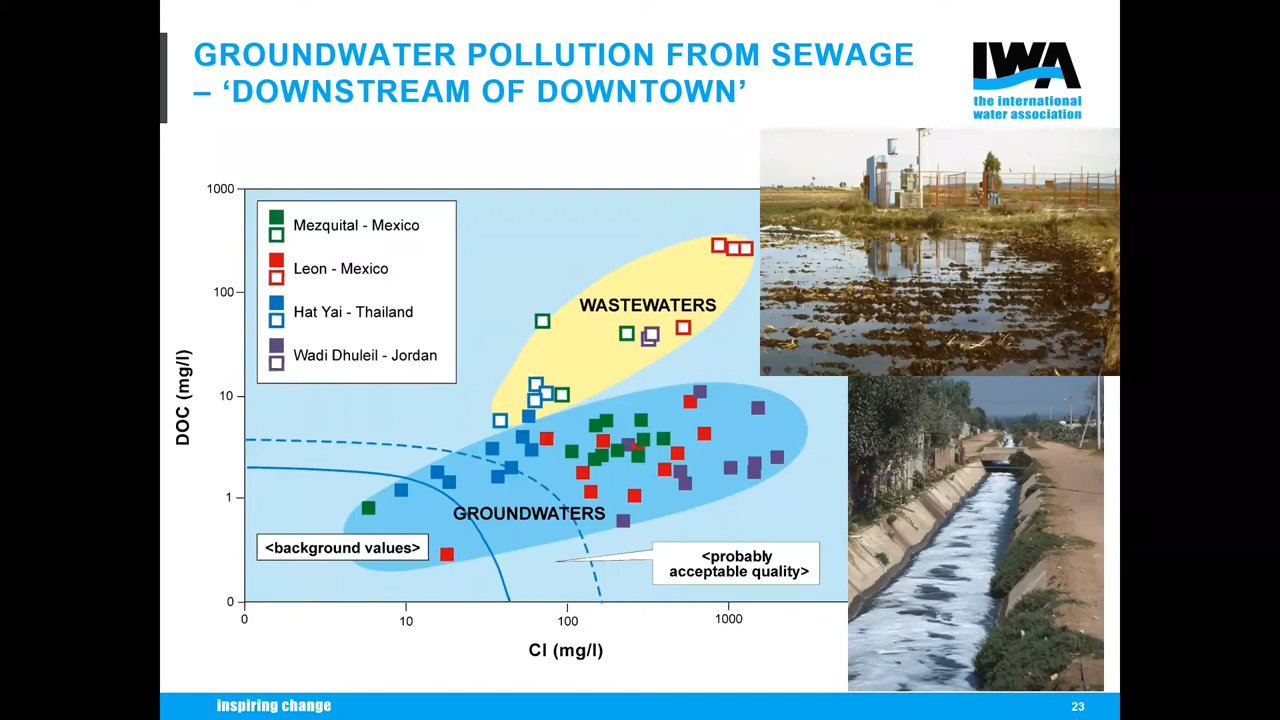 GROUNDWATER POLLUTION FROM SEWAGE
– ‘DOWNSTREAM OF DOWNTOWN’
IWA
the international
water association
1000
100
10
1
0
DOC (mg/l)
Mezquital - Mexico
Leon - Mexico
Hat Yai - Thailand
Wadi Dhuleil - Jordan
WASTEWATERS
GROUNDWATERS
<background values>
<probably
acceptable quality>
0
10
100
1000
Cl (mg/l)
inspiring change
23